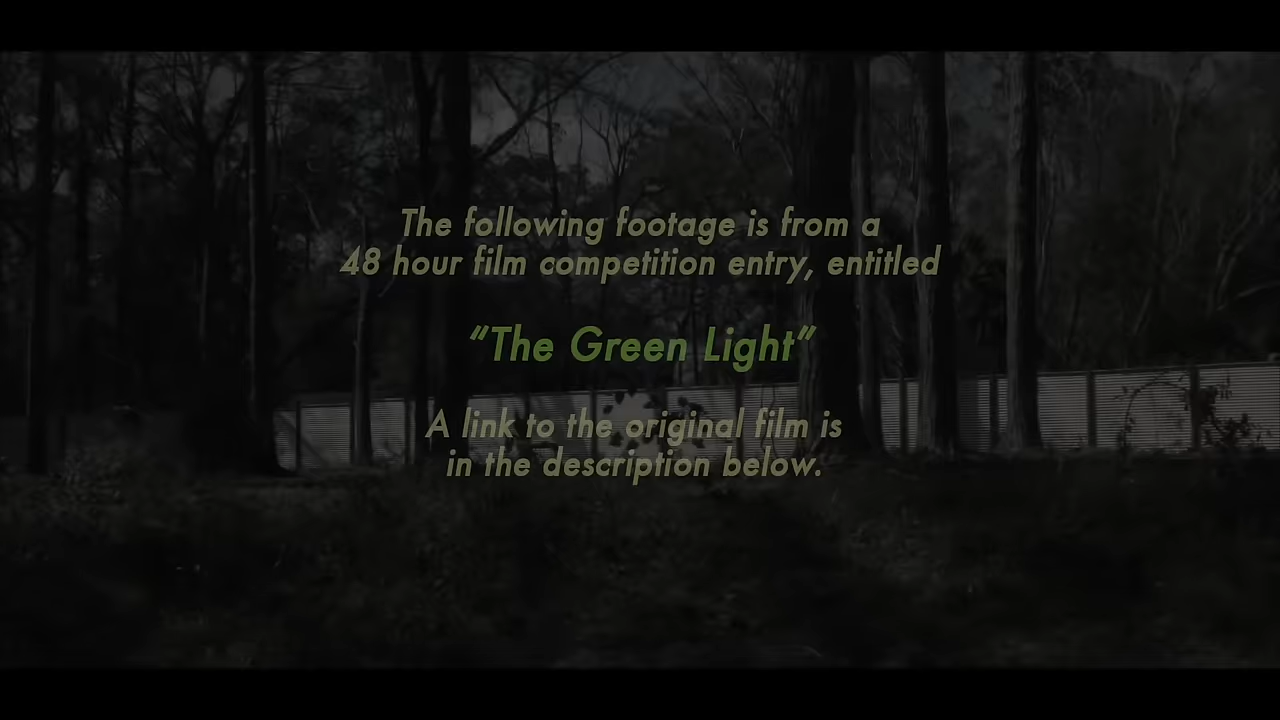 The following footage is from a
48 hour film competition entry, entitled
“The Green Light”
A link to the original film is
in the description below.